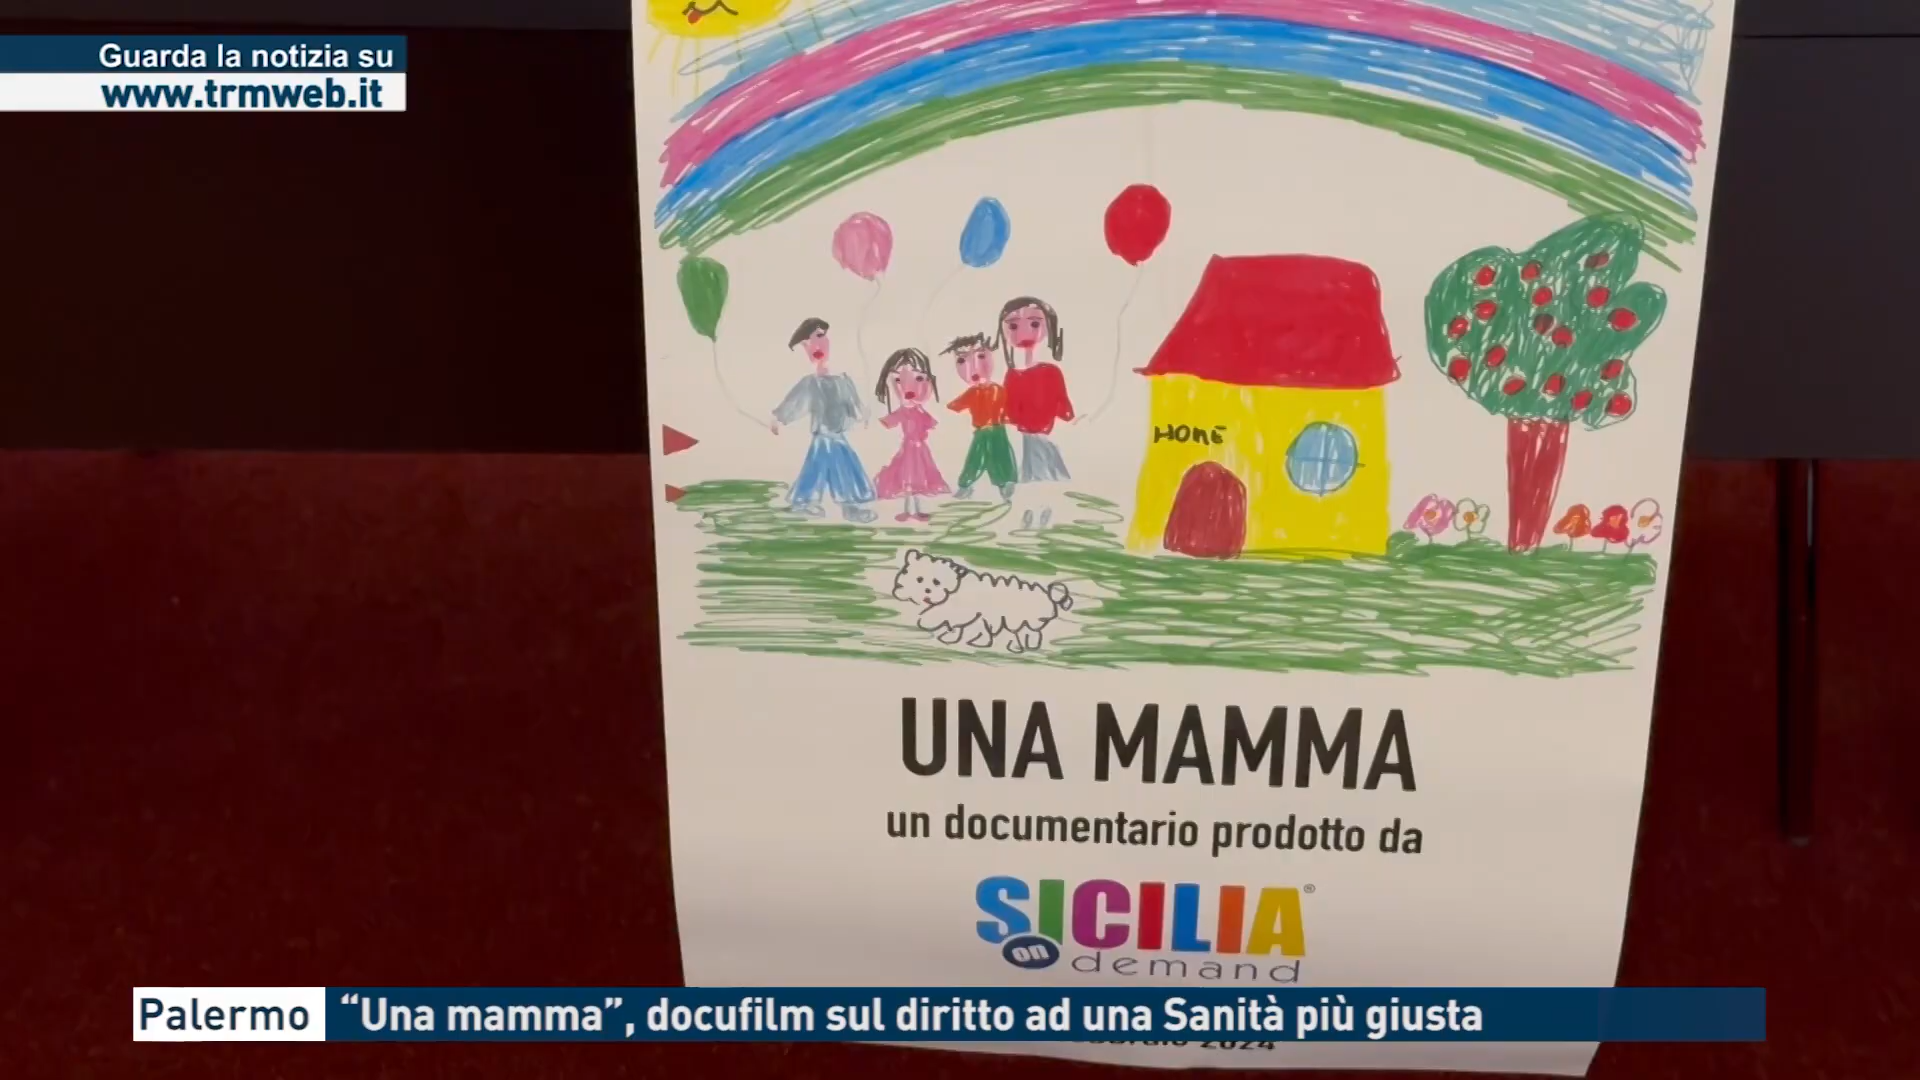 Guarda la notizia su
www.trmweb.it
HOME
UNA MAMMA
un documentario prodotto da
SICILIA®
on demand
Palermo “Una mamma”, docufilm sul diritto ad una Sanità più giusta
2024